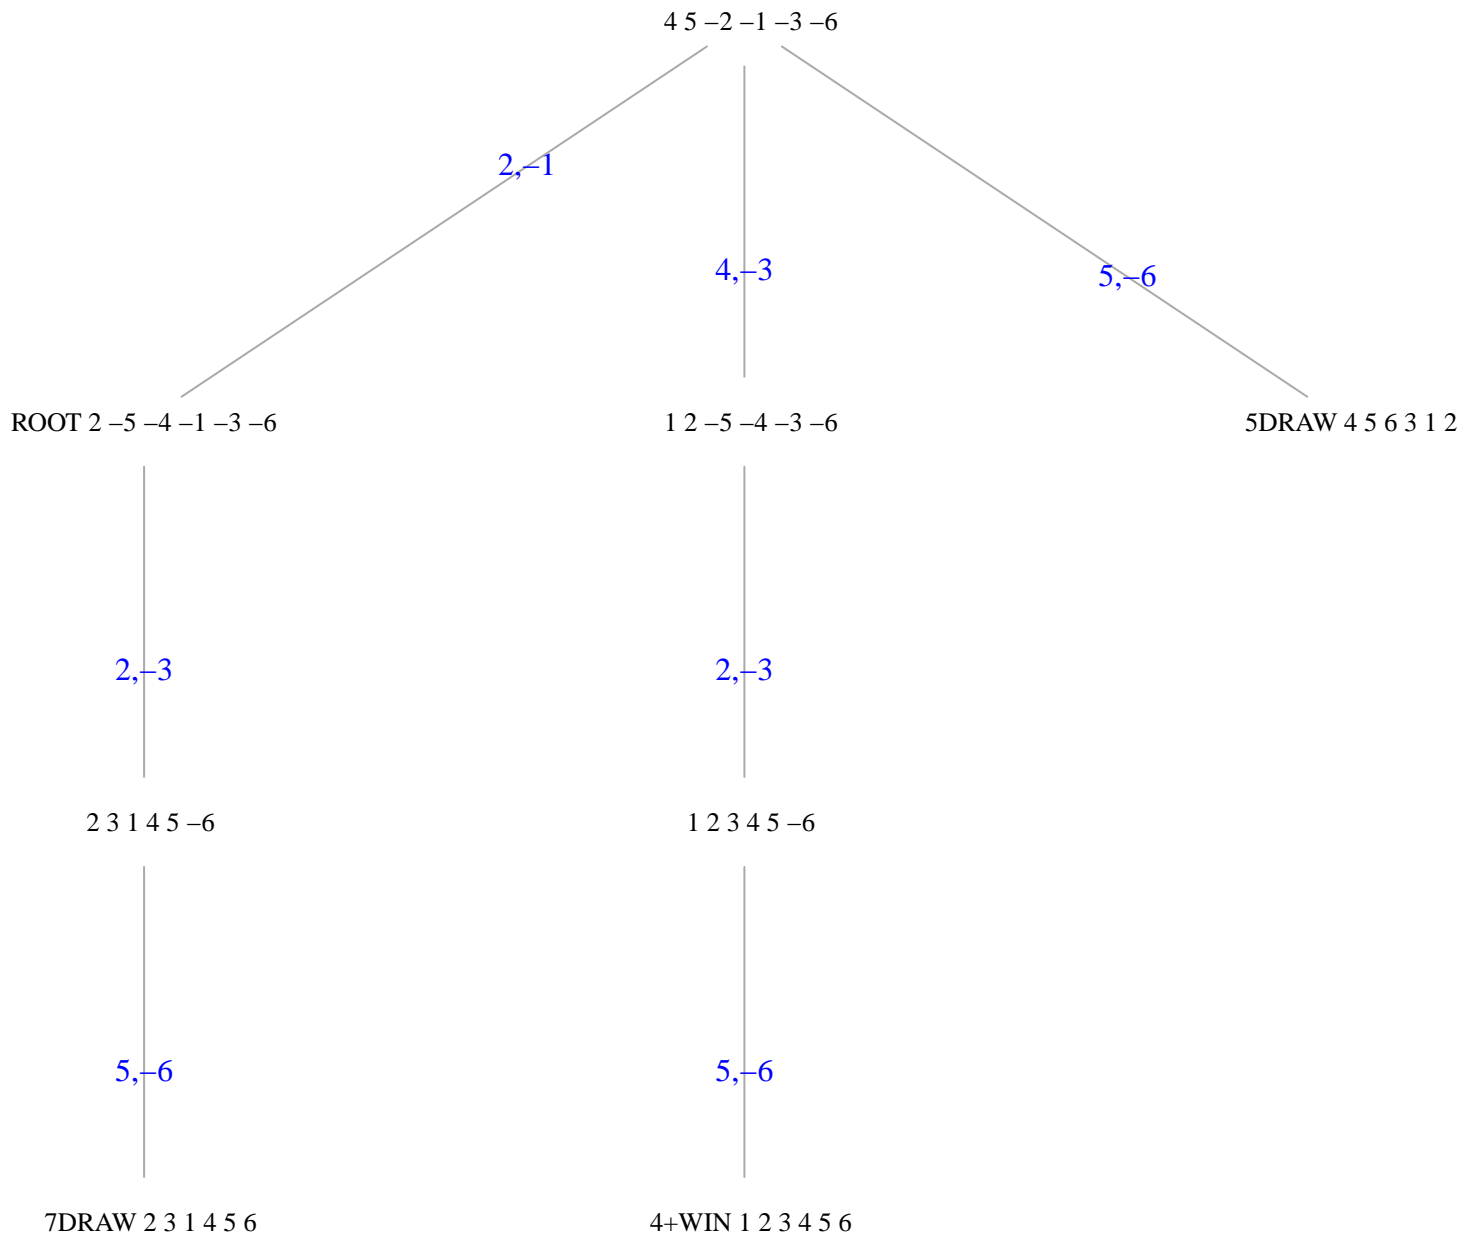 4 5 –2 –1 –3 –6
2,–1
4,–3
5,–6
ROOT 2 –5 –4 –1 –3 –6
1 2 –5 –4 –3 –6
5DRAW 4 5 6 3 1 2
2,–3
2,–3
2 3 1 4 5 –6
1 2 3 4 5 –6
5,–6
5,–6
7DRAW 2 3 1 4 5 6
4+WIN 1 2 3 4 5 6